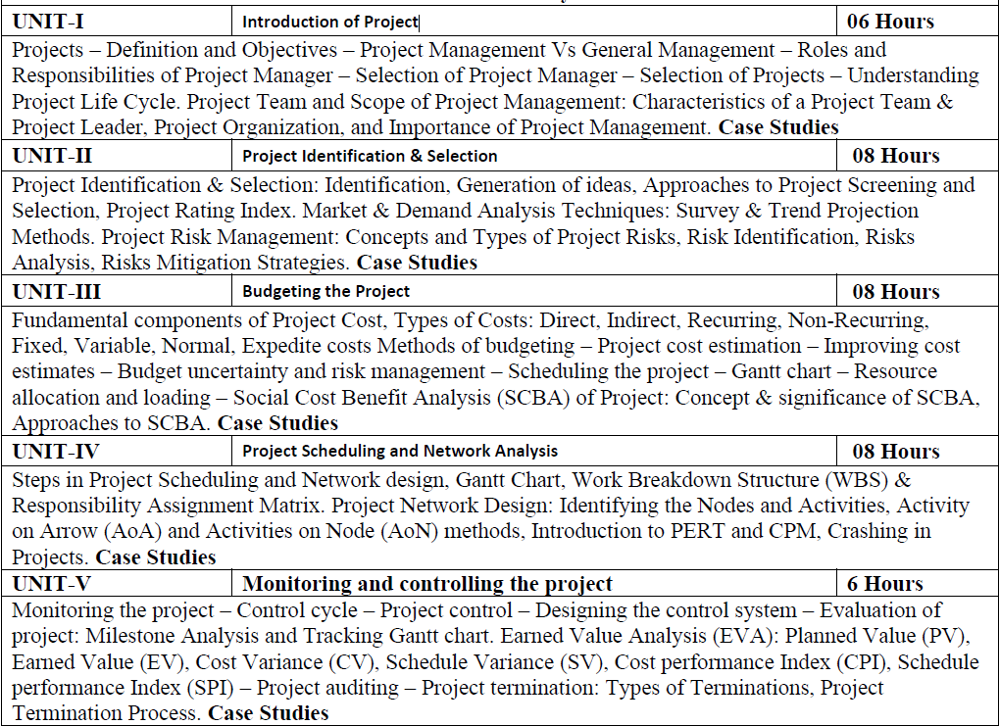 UNIT-I Introduction of Project 06 Hours
Projects – Definition and Objectives – Project Management Vs General Management – Roles and
Responsibilities of Project Manager – Selection of Project Manager – Selection of Projects – Understanding
Project Life Cycle. Project Team and Scope of Project Management: Characteristics of a Project Team &
Project Leader, Project Organization, and Importance of Project Management. Case Studies
UNIT-II Project Identification & Selection 08 Hours
Project Identification & Selection: Identification, Generation of ideas, Approaches to Project Screening and
Selection, Project Rating Index. Market & Demand Analysis Techniques: Survey & Trend Projection
Methods. Project Risk Management: Concepts and Types of Project Risks, Risk Identification, Risks
Analysis, Risks Mitigation Strategies. Case Studies
UNIT-III Budgeting the Project 08 Hours
Fundamental components of Project Cost, Types of Costs: Direct, Indirect, Recurring, Non-Recurring,
Fixed, Variable, Normal, Expedite costs Methods of budgeting – Project cost estimation – Improving cost
estimates – Budget uncertainty and risk management – Scheduling the project – Gantt chart – Resource
allocation and loading – Social Cost Benefit Analysis (SCBA) of Project: Concept & significance of SCBA,
Approaches to SCBA. Case Studies
UNIT-IV Project Scheduling and Network Analysis 08 Hours
Steps in Project Scheduling and Network design, Gantt Chart, Work Breakdown Structure (WBS) &
Responsibility Assignment Matrix. Project Network Design: Identifying the Nodes and Activities, Activity
on Arrow (AoA) and Activities on Node (AoN) methods, Introduction to PERT and CPM, Crashing in
Projects. Case Studies
UNIT-V Monitoring and controlling the project 6 Hours
Monitoring the project – Control cycle – Project control – Designing the control system – Evaluation of
project: Milestone Analysis and Tracking Gantt chart. Earned Value Analysis (EVA): Planned Value (PV),
Earned Value (EV), Cost Variance (CV), Schedule Variance (SV), Cost performance Index (CPI), Schedule
performance Index (SPI) – Project auditing – Project termination: Types of Terminations, Project
Termination Process. Case Studies